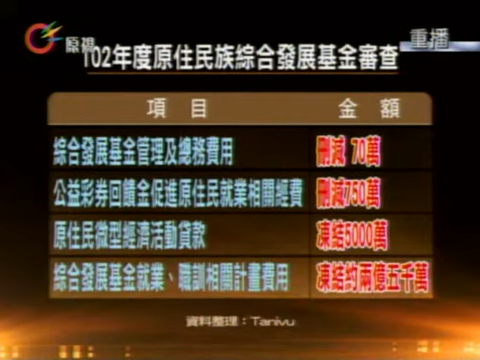 原視
重播
102年度原住民族綜合發展基金審查
項目 金額
綜合發展基金管理及總務費用 刪減 70萬
公益彩券回饋金促進原住民就業相關經費 刪減750萬
原住民微型經濟活動貸款 凍結5000萬
綜合發展基金就業、職訓相關計畫費用 凍結約兩億五千萬
資料整理：Tanivu